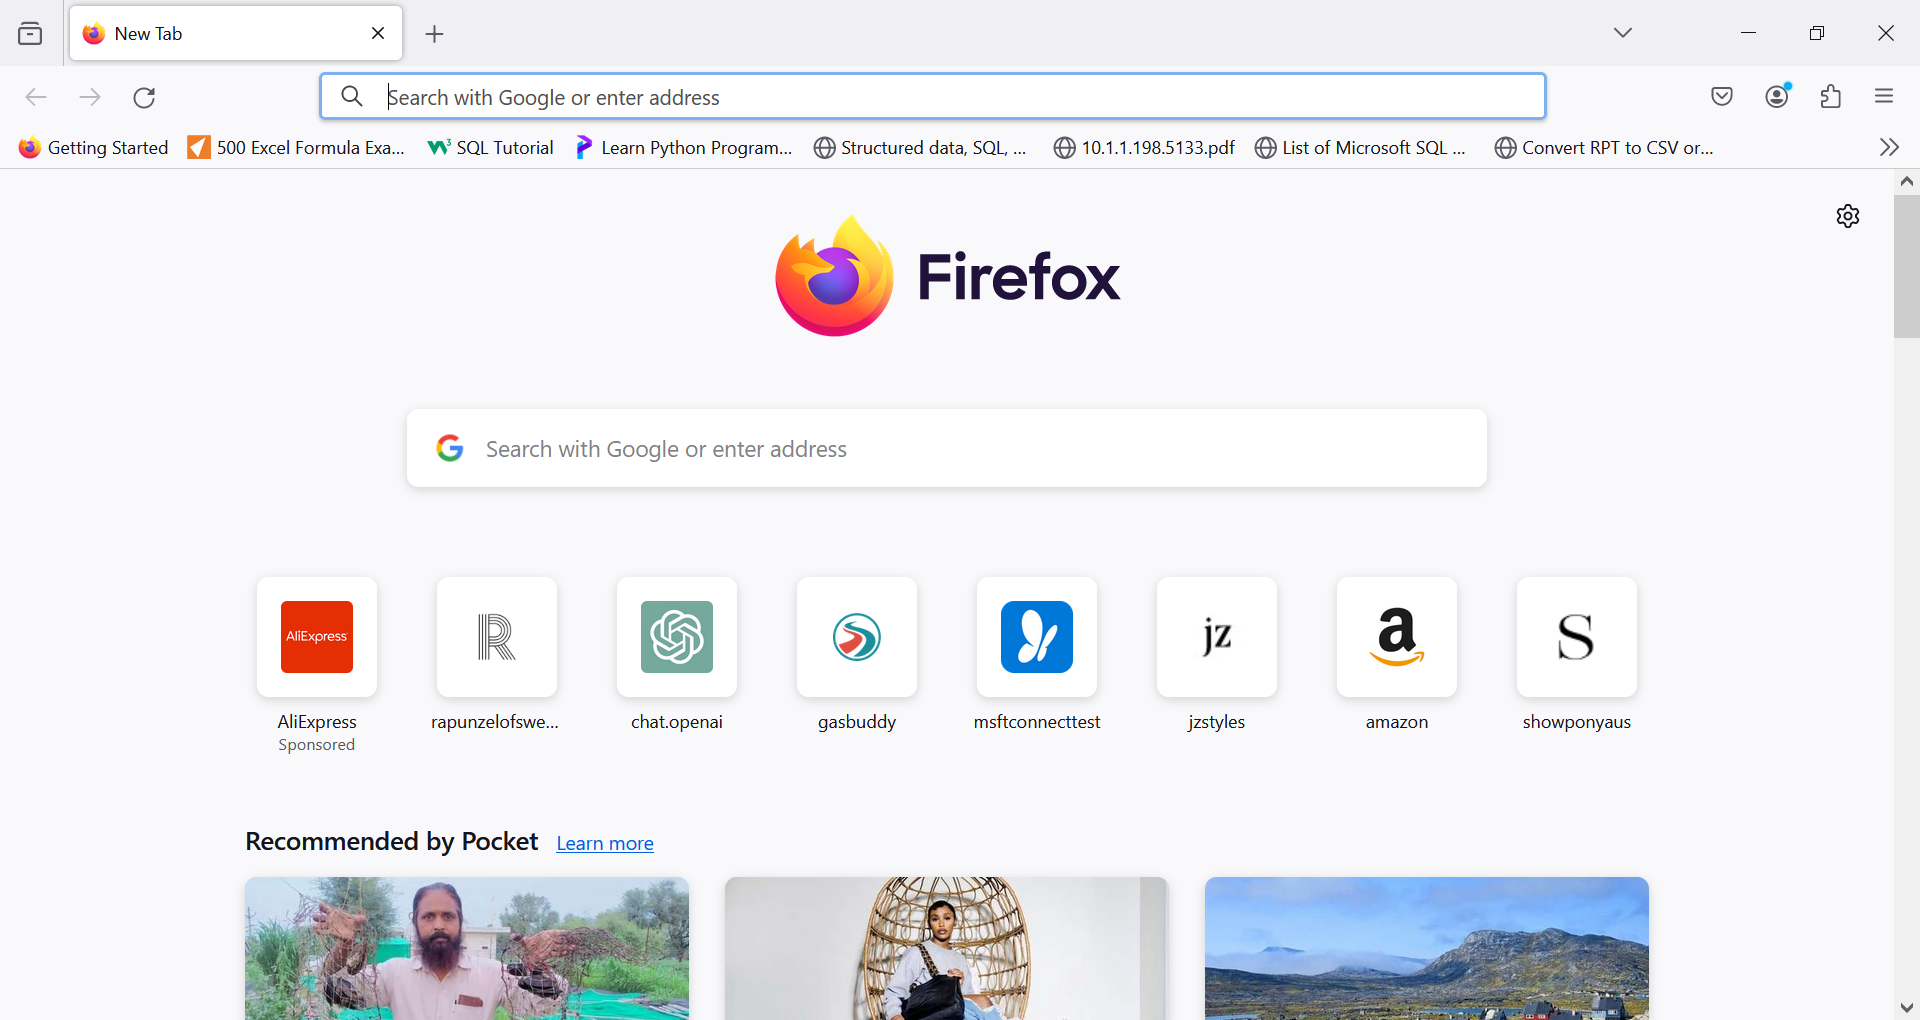 New Tab
Search with Google or enter address
Getting Started 500 Excel Formula Exa... W3 SQL Tutorial Learn Python Program... Structured data, SQL, ... 10.1.1.198.5133.pdf List of Microsoft SQL ... Convert RPT to CSV or...
Firefox
Search with Google or enter address
AliExpress R jz a S
AliExpress rapunzelofswe... chat.openai gasbuddy msftconnecttest jzstyles amazon showponyaus
Sponsored
Recommended by Pocket Learn more